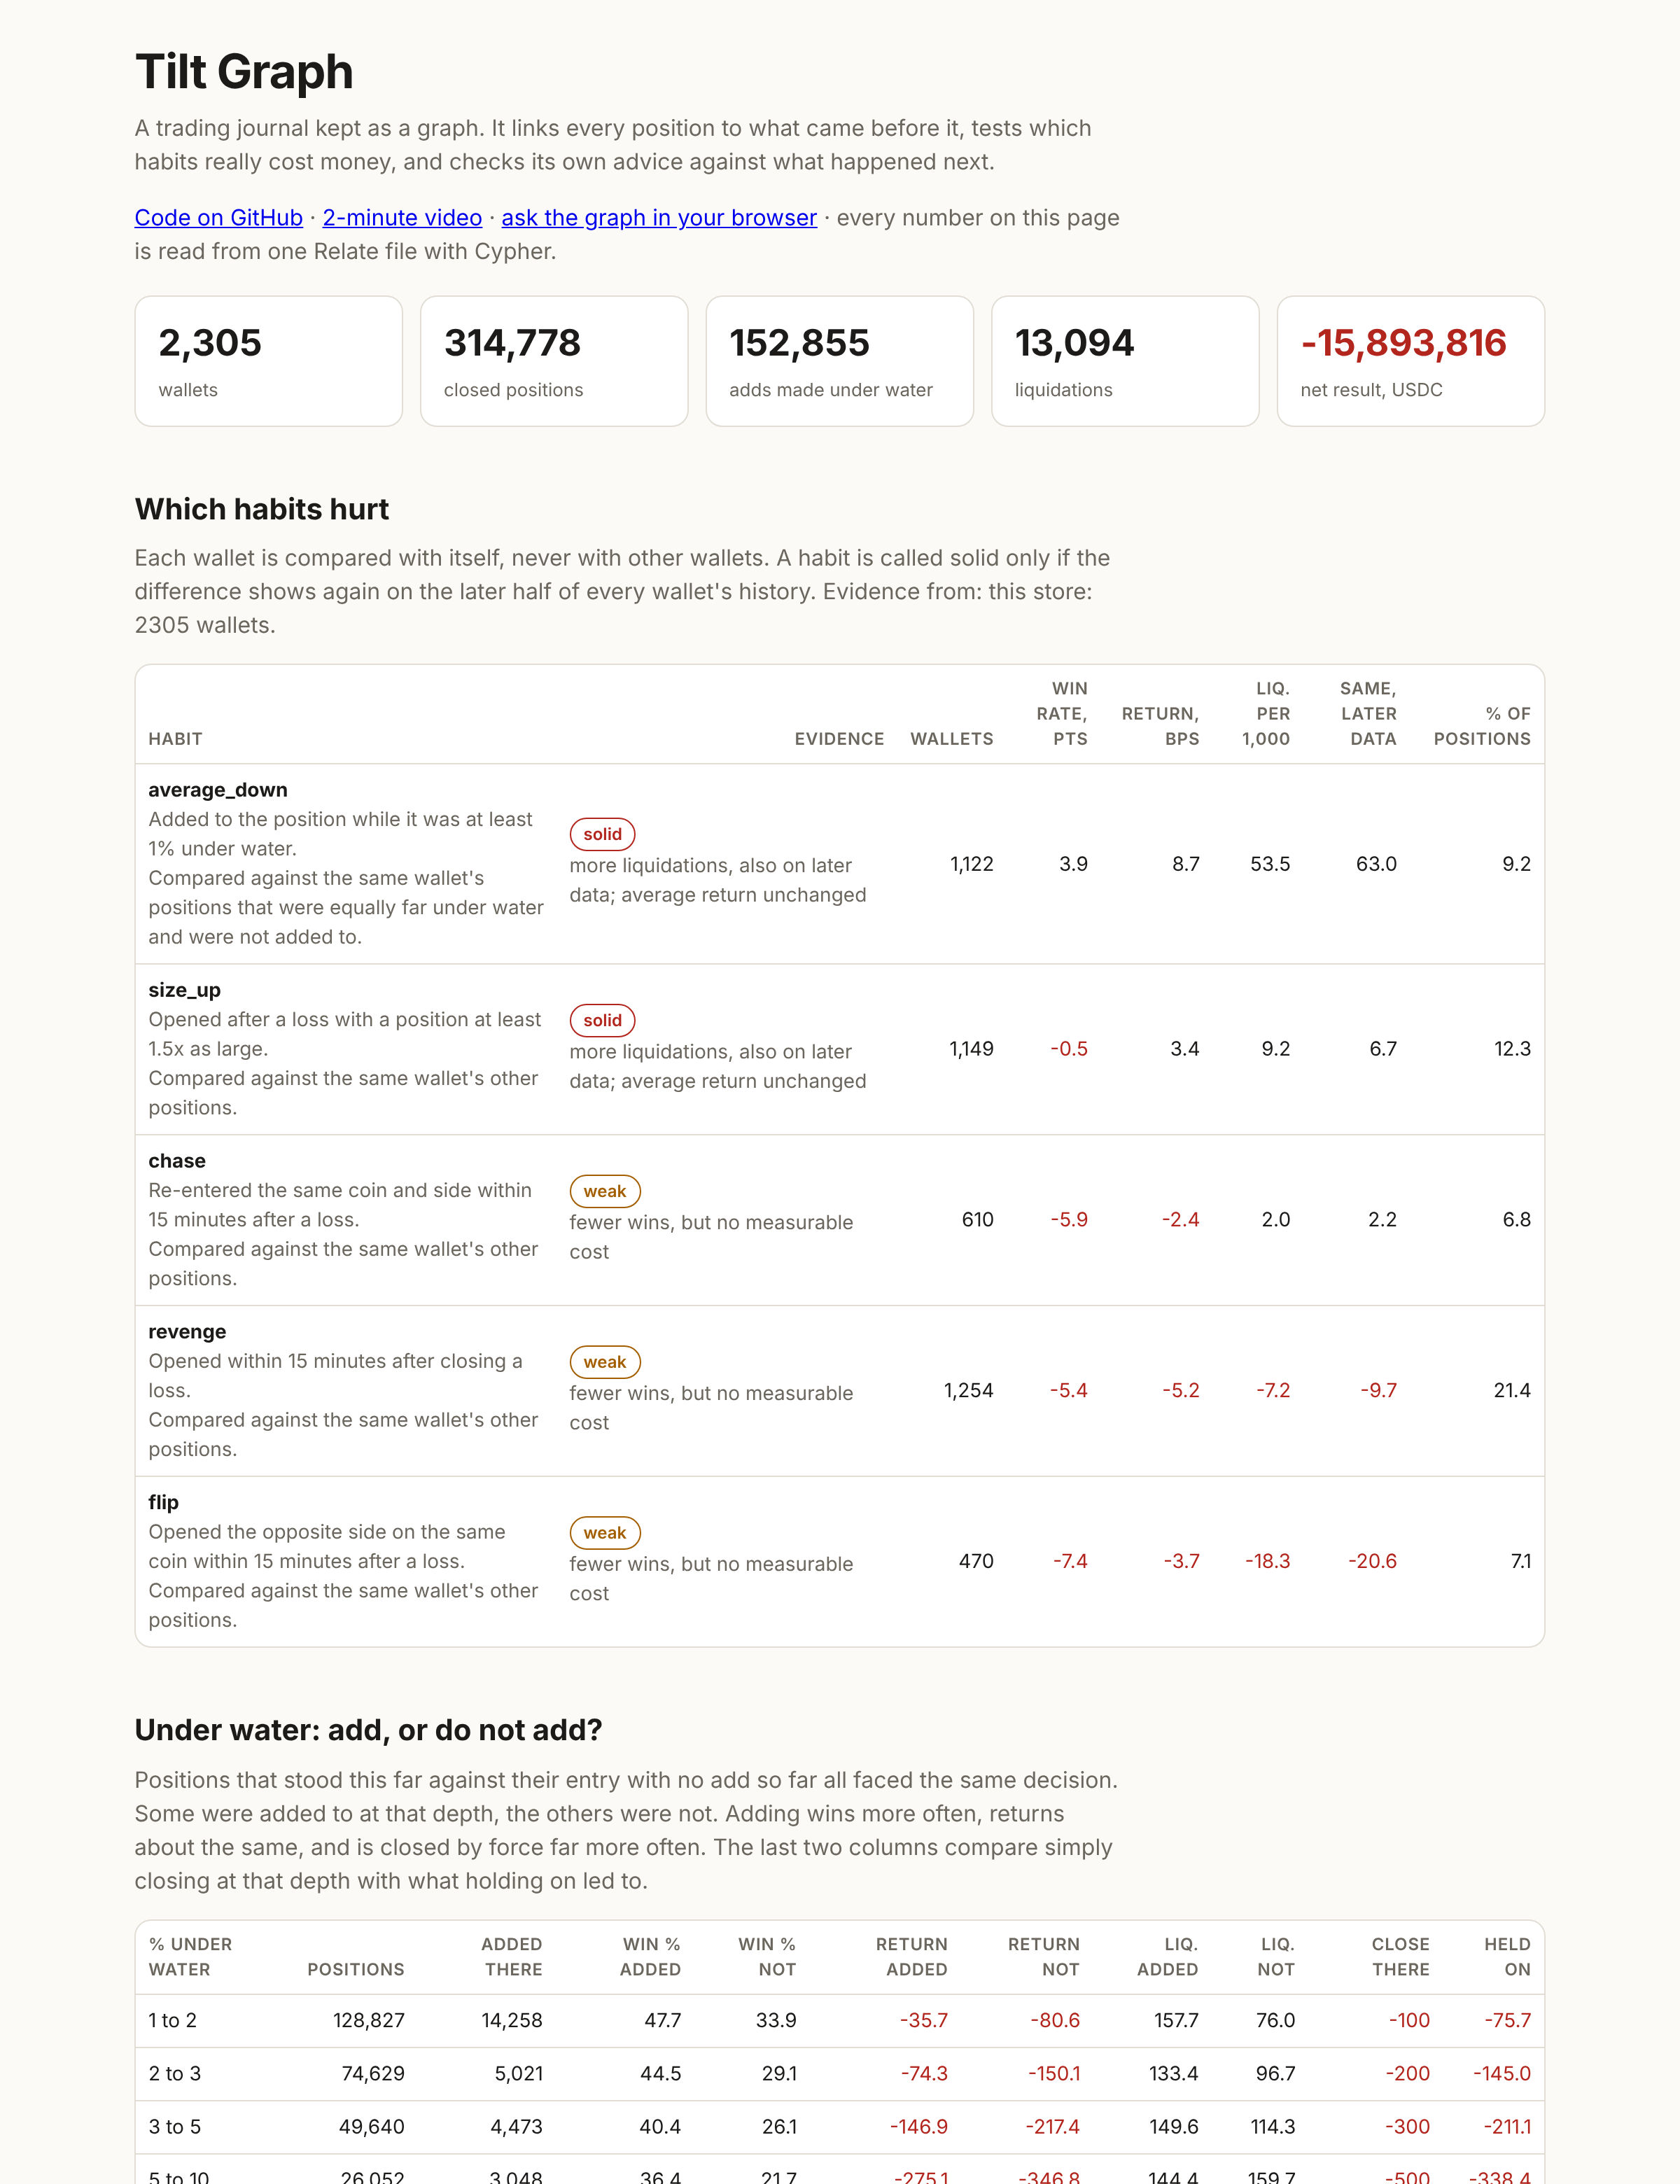 Tilt Graph
A trading journal kept as a graph. It links every position to what came before it, tests which
habits really cost money, and checks its own advice against what happened next.
Code on GitHub · 2-minute video · ask the graph in your browser · every number on this page
is read from one Relate file with Cypher.
2,305
wallets
314,778
closed positions
152,855
adds made under water
13,094
liquidations
-15,893,816
net result, USDC
Which habits hurt
Each wallet is compared with itself, never with other wallets. A habit is called solid only if the
difference shows again on the later half of every wallet's history. Evidence from: this store:
2305 wallets.
HABIT EVIDENCE WALLETS WIN RATE, PTS RETURN, BPS LIQ. PER 1,000 SAME, LATER DATA % OF POSITIONS
average_down
Added to the position while it was at least
1% under water.
Compared against the same wallet's
positions that were equally far under water
and were not added to.
solid
more liquidations, also on later
data; average return unchanged
1,122 3.9 8.7 53.5 63.0 9.2
size_up
Opened after a loss with a position at least
1.5x as large.
Compared against the same wallet's other
positions.
solid
more liquidations, also on later
data; average return unchanged
1,149 -0.5 3.4 9.2 6.7 12.3
chase
Re-entered the same coin and side within
15 minutes after a loss.
Compared against the same wallet's other
positions.
weak
fewer wins, but no measurable
cost
610 -5.9 -2.4 2.0 2.2 6.8
revenge
Opened within 15 minutes after closing a
loss.
Compared against the same wallet's other
positions.
weak
fewer wins, but no measurable
cost
1,254 -5.4 -5.2 -7.2 -9.7 21.4
flip
Opened the opposite side on the same
coin within 15 minutes after a loss.
Compared against the same wallet's other
positions.
weak
fewer wins, but no measurable
cost
470 -7.4 -3.7 -18.3 -20.6 7.1
Under water: add, or do not add?
Positions that stood this far against their entry with no add so far all faced the same decision.
Some were added to at that depth, the others were not. Adding wins more often, returns
about the same, and is closed by force far more often. The last two columns compare simply
closing at that depth with what holding on led to.
% UNDER WATER POSITIONS ADDED THERE WIN % ADDED WIN % NOT RETURN ADDED RETURN NOT LIQ. ADDED LIQ. NOT CLOSE THERE HELD ON
1 to 2 128,827 14,258 47.7 33.9 -35.7 -80.6 157.7 76.0 -100 -75.7
2 to 3 74,629 5,021 44.5 29.1 -74.3 -150.1 133.4 96.7 -200 -145.0
3 to 5 49,640 4,473 40.4 26.1 -146.9 -217.4 149.6 114.3 -300 -211.1
5 to 10 26,052 3,048 36.4 21.7 -275.1 -346.8 144.4 159.7 -500 -338.4